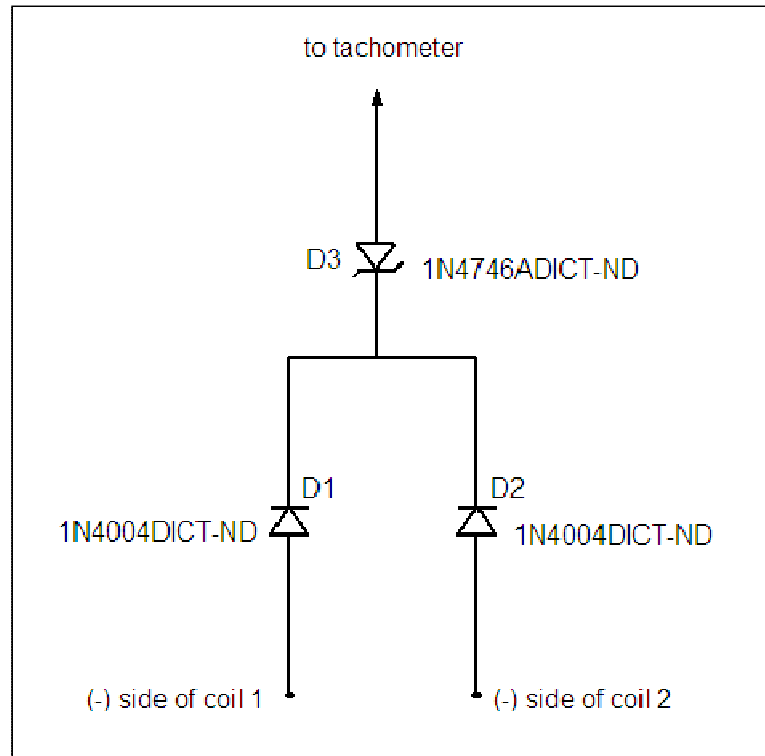 to tachometer
D3
1N4746ADICT-ND
D1
D2
1N4004DICT-ND
1N4004DICT-ND
(-) side of coil 1
(-) side of coil 2